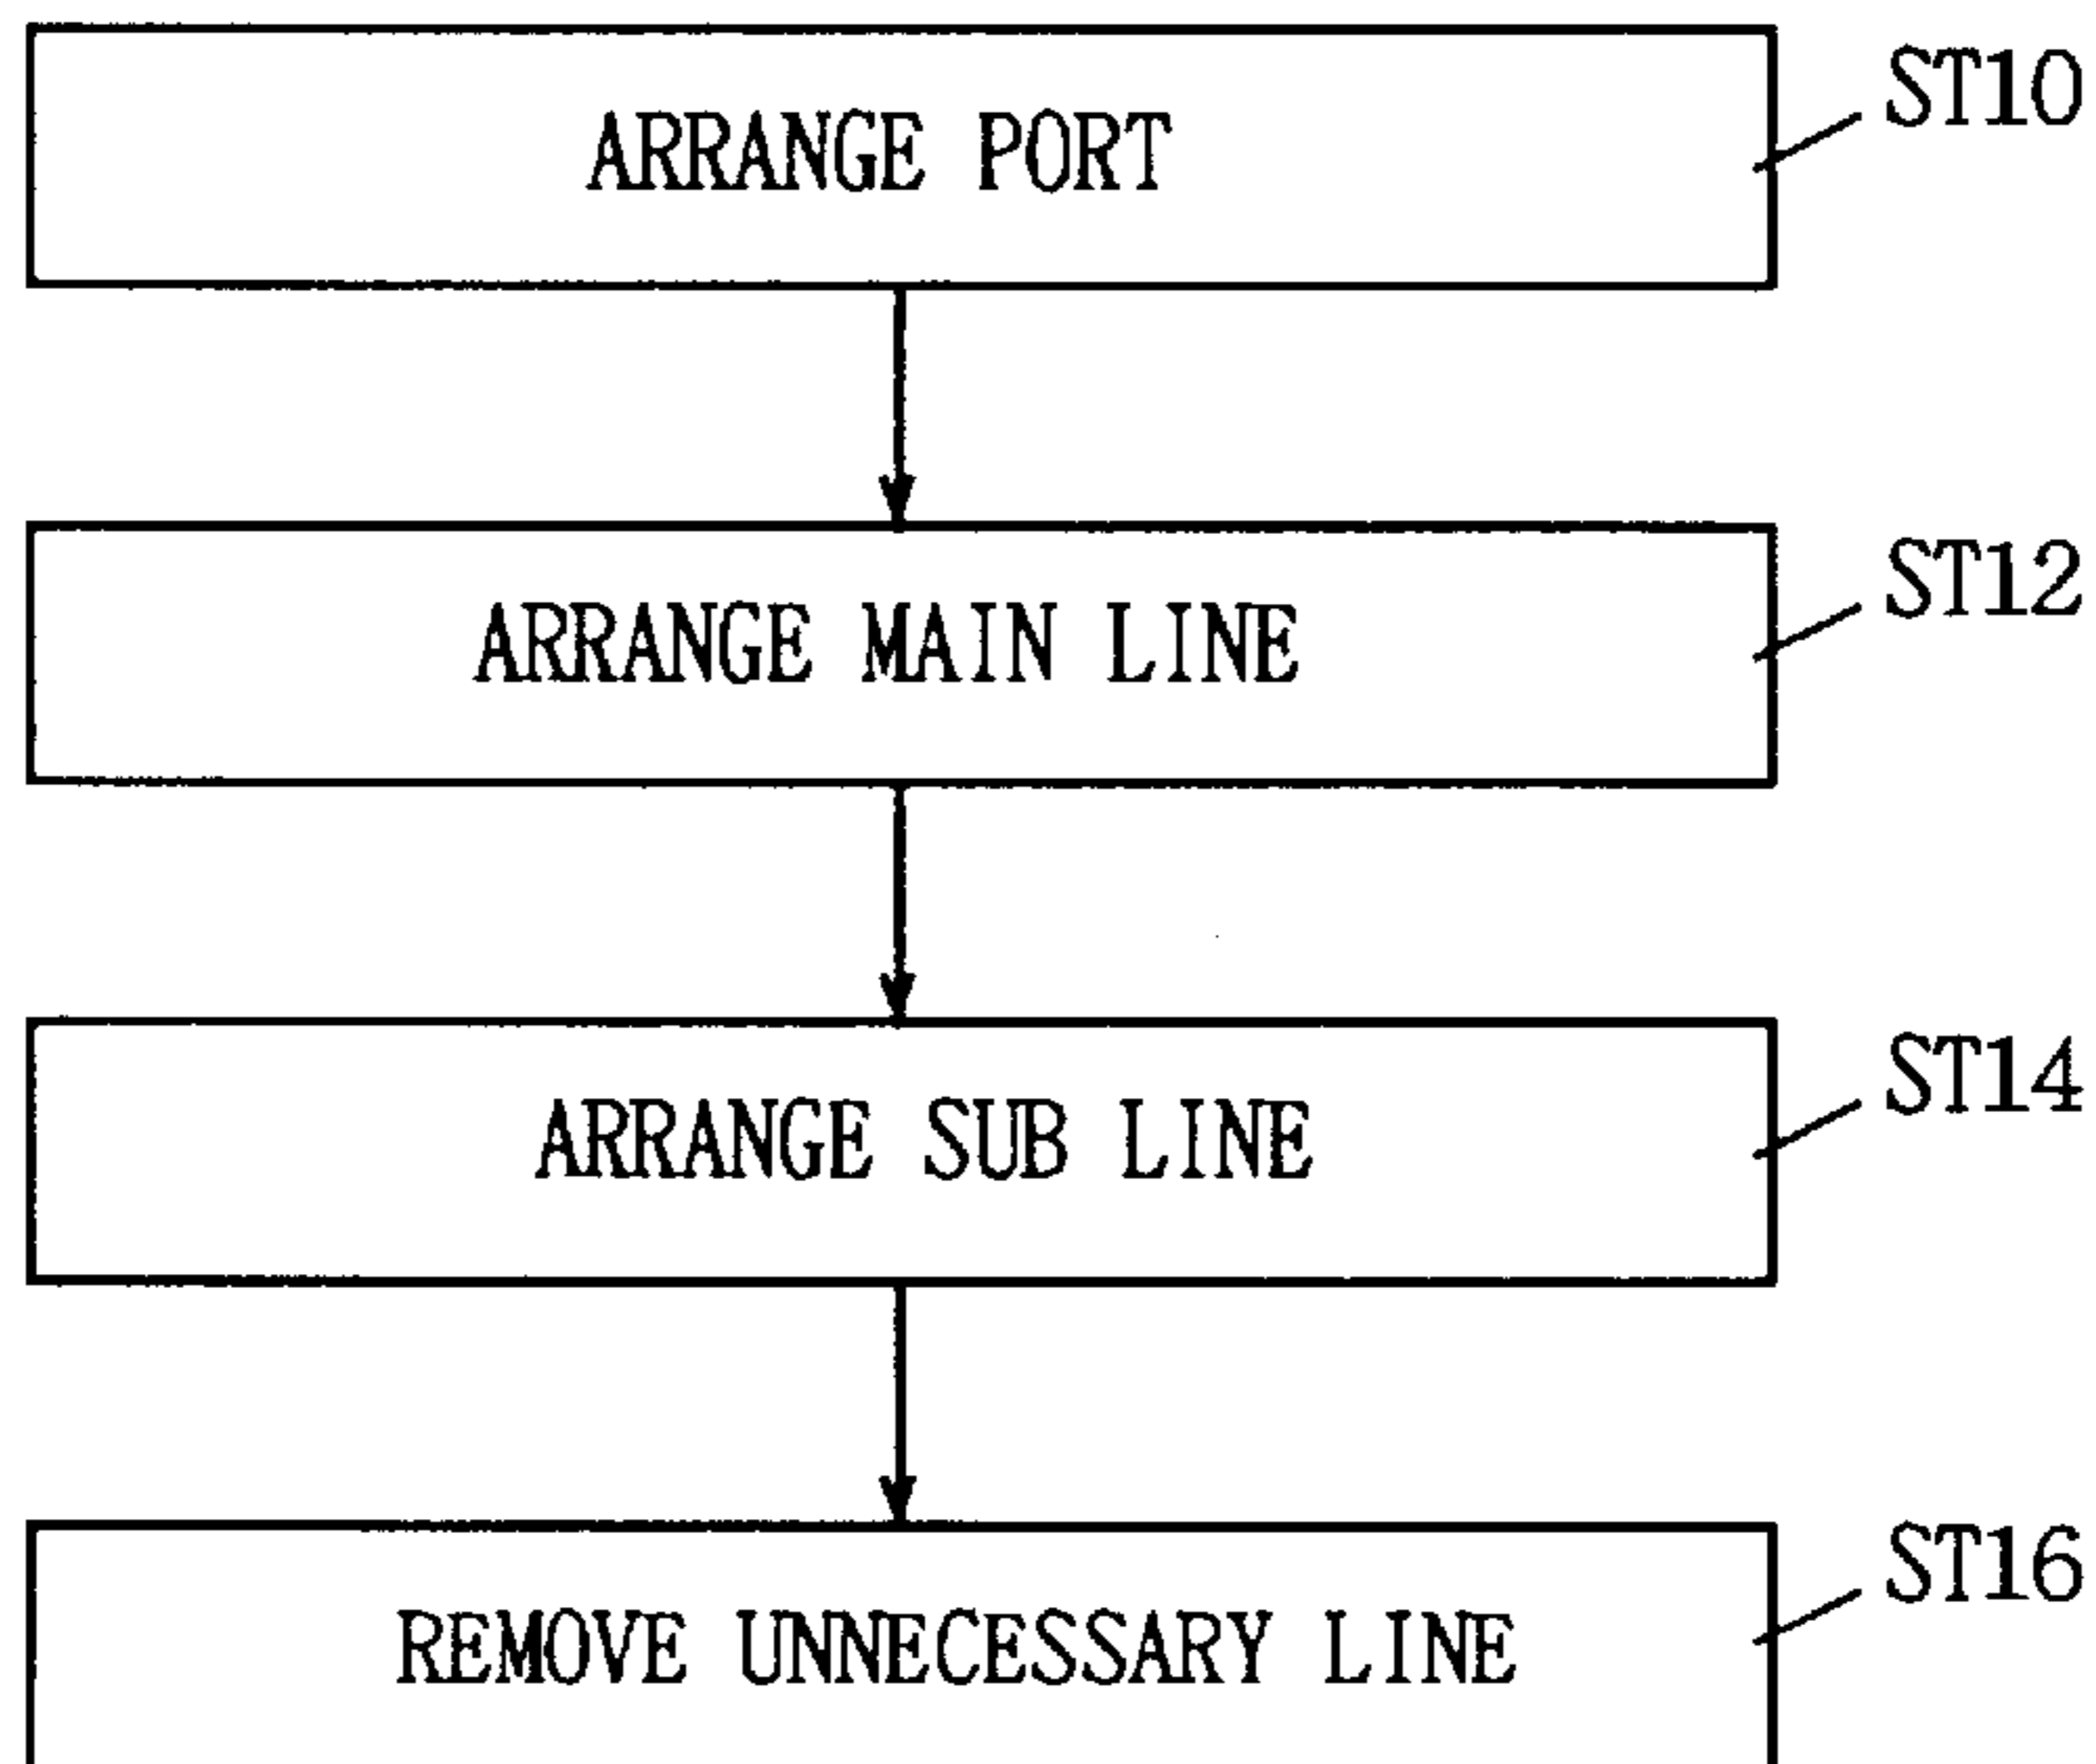 ARRANGE PORT
ST10
ARRANGE MAIN LINE
ST12
ARRANGE SUB LINE
ST14
REMOVE UNNECESSARY LINE
ST16